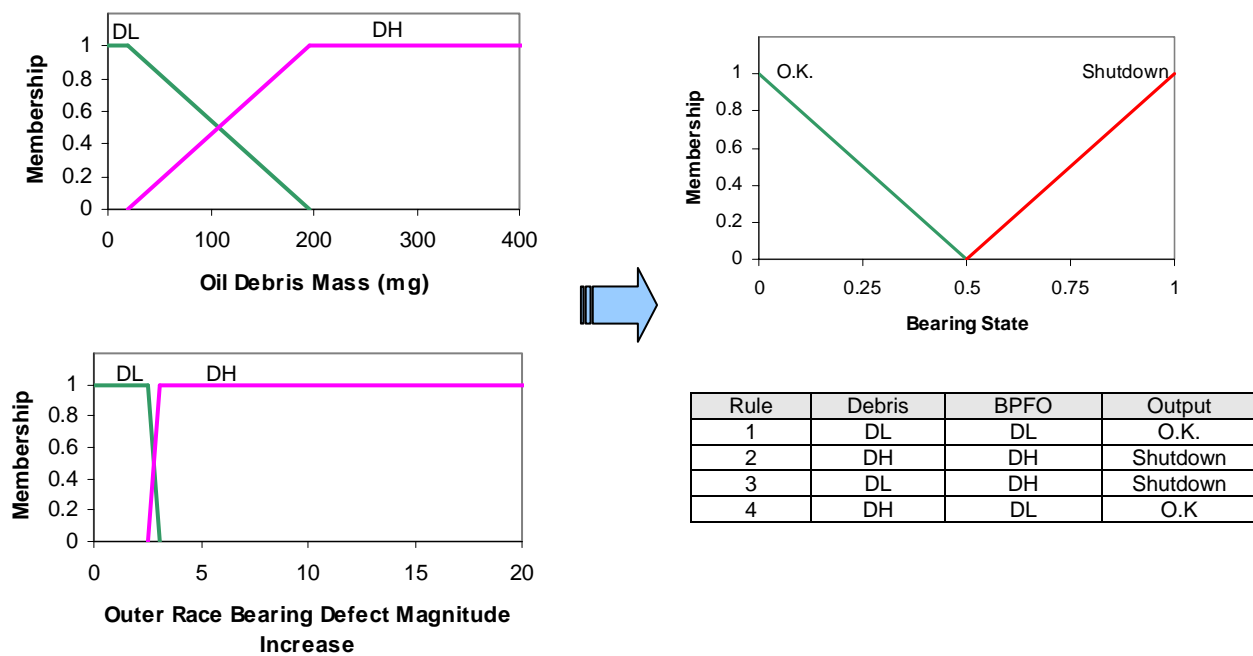 DL DH
Membership
1
0.8
0.6
0.4
0.2
0
0 100 200 300 400
Oil Debris Mass (mg)
DL DH
Membership
1
0.8
0.6
0.4
0.2
0
0 5 10 15 20
Outer Race Bearing Defect Magnitude
Increase
O.K. Shutdown
Membership
1
0.8
0.6
0.4
0.2
0
0 0.25 0.5 0.75 1
Bearing State
Rule Debris BPFO Output
1 DL DL O.K.
2 DH DH Shutdown
3 DL DH Shutdown
4 DH DL O.K